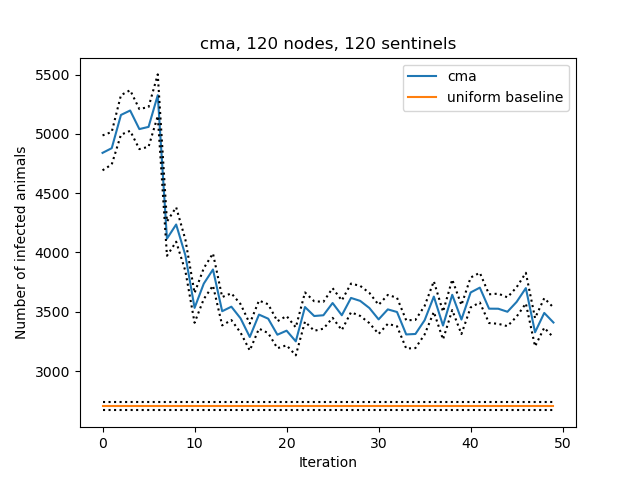 cma, 120 nodes, 120 sentinels
cma
uniform baseline
Number of infected animals
5500
5000
4500
4000
3500
3000
0 10 20 30 40 50
Iteration